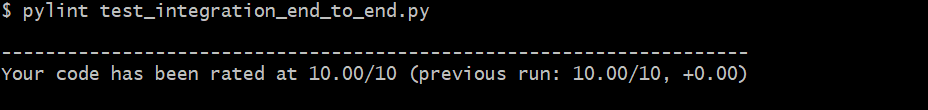 $ pylint test_integration_end_to_end.py
--------------------------------------------------------------------
Your code has been rated at 10.00/10 (previous run: 10.00/10, +0.00)